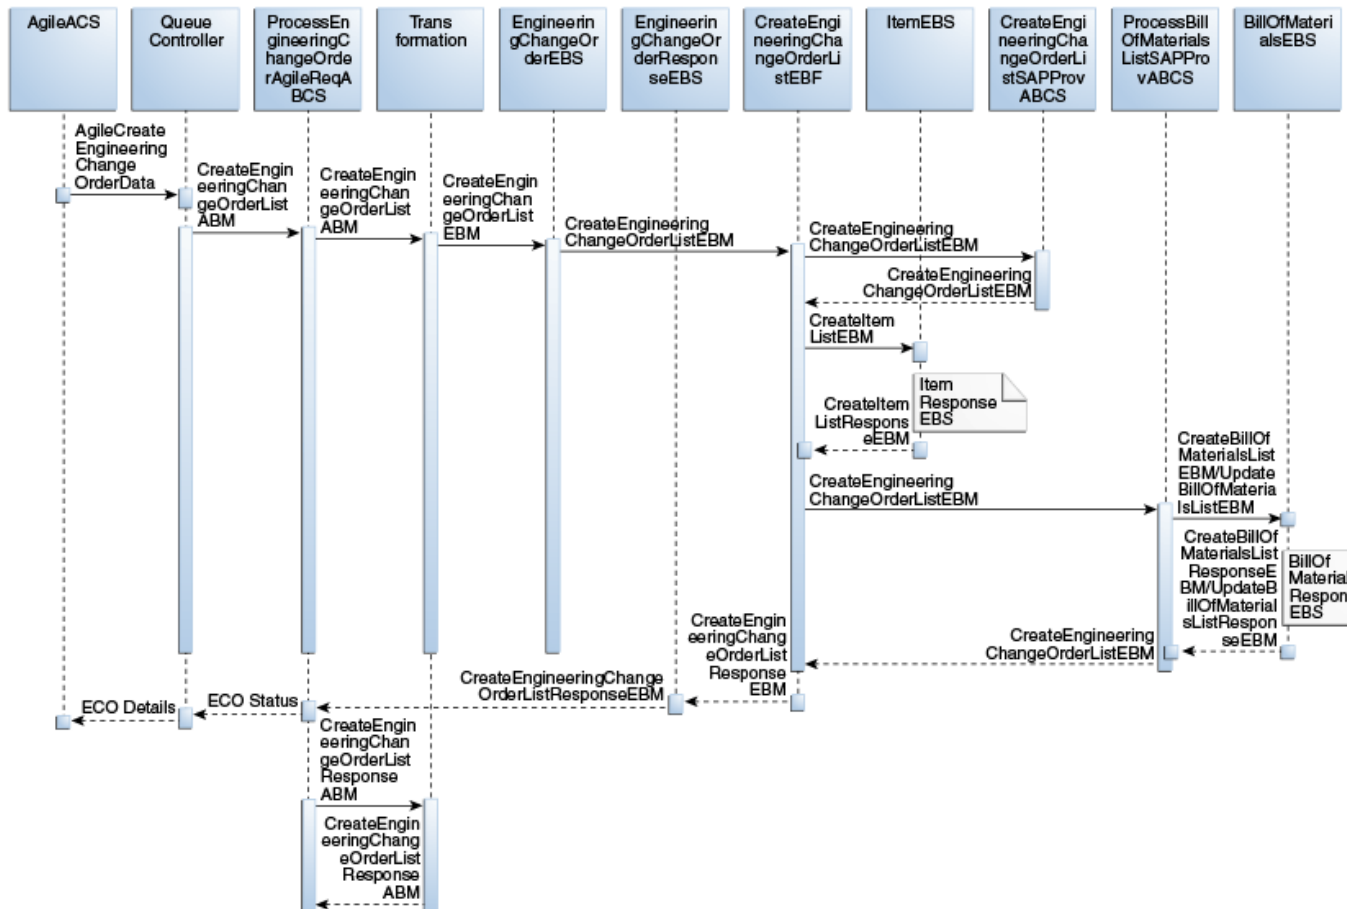 AgileACS
Queue
Controller
ProcessEn
gineeringC
hangeOrde
rAgileReqA
BCS
Trans
formation
Engineerin
gChangeOr
derEBS
Engineerin
gChangeOr
derRespon
seEBS
CreateEngi
neeringCha
ngeOrderLi
stEBF
ItemEBS
CreateEngi
neeringCha
ngeOrderLi
stSAPProv
ABCS
ProcessBill
OfMaterials
ListSAPPro
vABCS
BillOfMateri
alsEBS
AgileCreate
Engineering
Change
OrderData
CreateEngin
eeringChan
geOrderList
ABM
CreateEngin
eeringChan
geOrderList
ABM
CreateEngin
eeringChan
geOrderList
EBM
CreateEngineering
ChangeOrderListEBM
CreateEngineering
ChangeOrderListEBM
CreateEngineering
ChangeOrderListEBM
CreateItem
ListEBM
Item
Response
EBS
CreateItem
ListRespons
eEBM
CreateEngineering
ChangeOrderListEBM
CreateBillOf
MaterialsList
EBM/Update
BillOfMateria
lsListEBM
CreateBillOf
MaterialsList
ResponseE
BM/UpdateB
illOfMaterial
sListRespon
seEBM
BillOf
Material
Respon
EBS
CreateEngineering
ChangeOrderListEBM
CreateEngin
eeringChang
eOrderList
Response
EBM
CreateEngineeringChange
OrderListResponseEBM
ECO Status
ECO Details
CreateEngin
eeringChan
geOrderList
Response
ABM
CreateEngin
eeringChang
eOrderList
Response
ABM